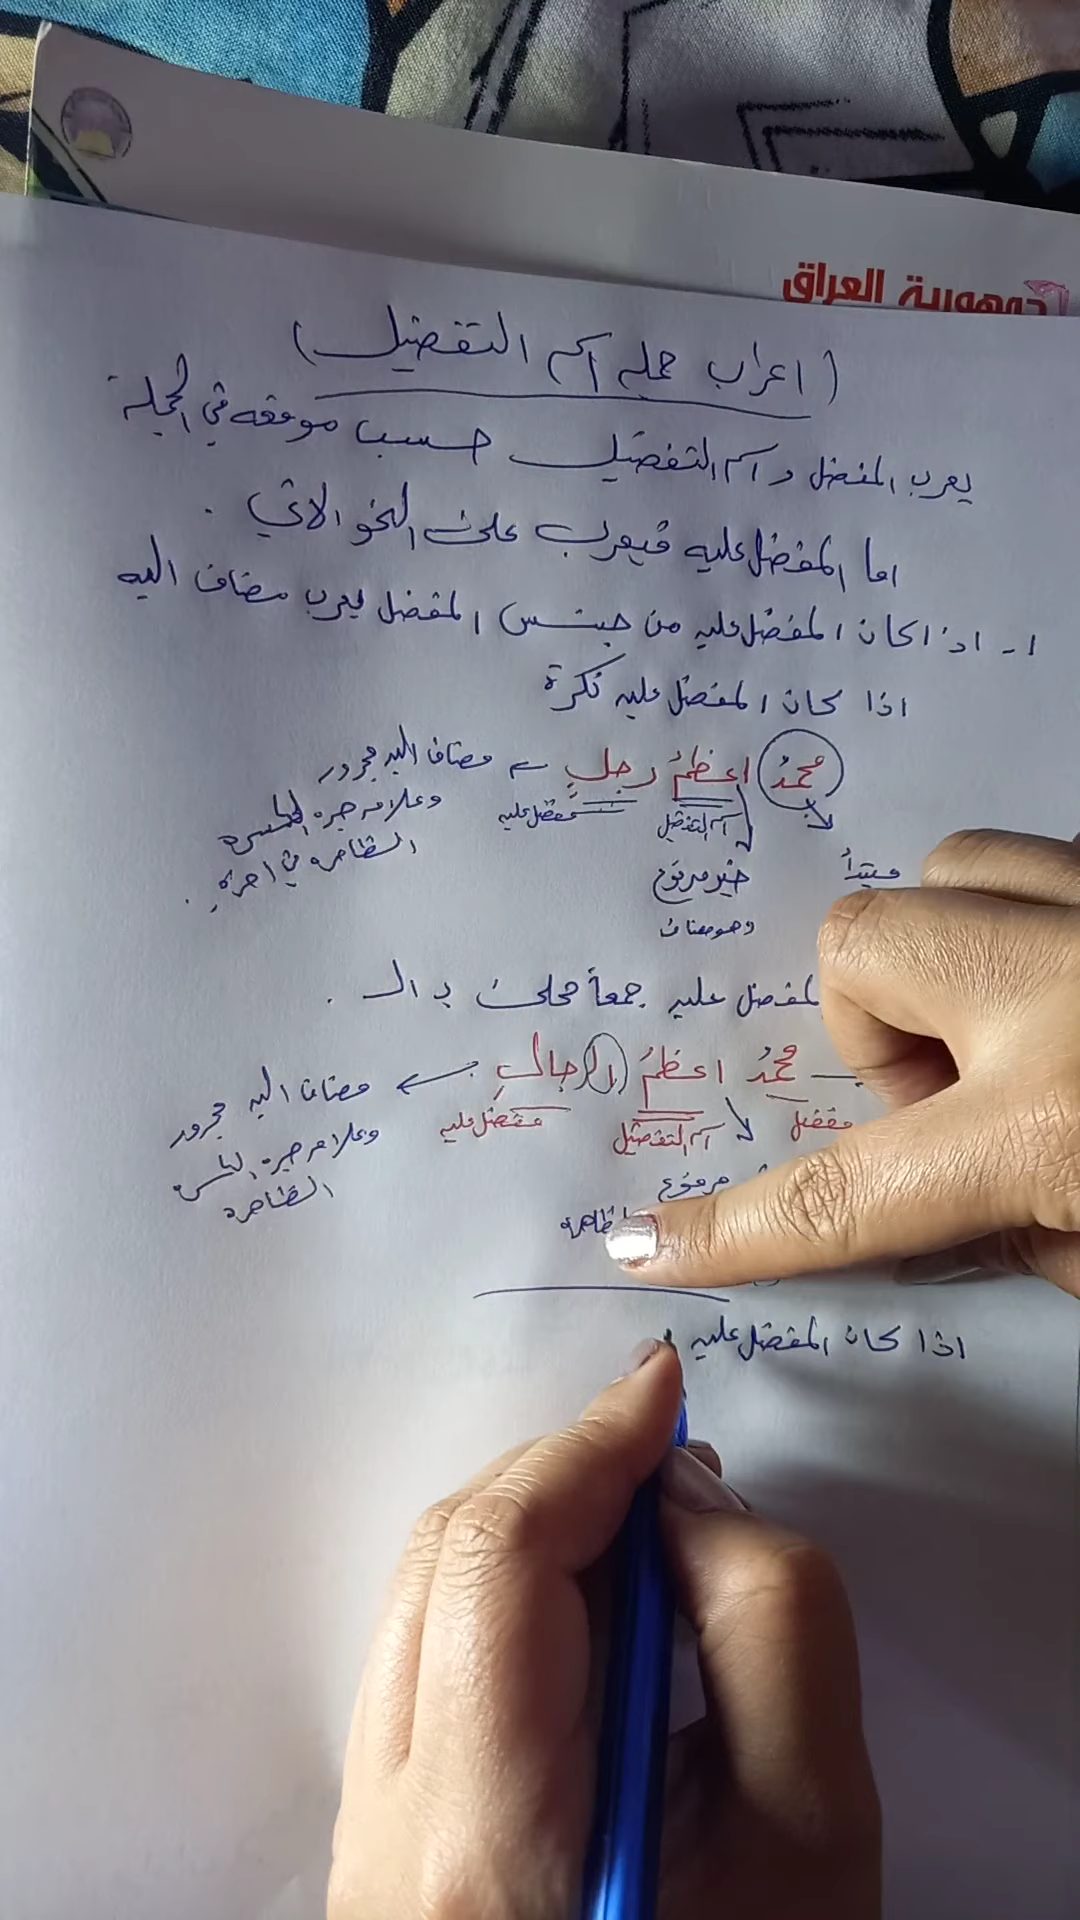 جمهورية العراق
(اعراب جملة اسم التفضيل)
يعرب المفضل واسم التفضيل حسب موقعه في الجملة
اما المفضل عليه فيعرب على النحو الاتي .
١- اذا كان المفضل عليه من جنس المفضل يعرب مضاف اليه
اذا كان المفضل عليه نكرة
محمدُ اعظمُ رجلٍ ← مضاف اليه مجرور
اسم التفضيل مفضل عليه وعلامة جره الكسرة
مبتدأ خبر مرفوع الظاهرة في اخره .
وهو مضاف
المفضل عليه جمعاً محلى بـ ال .
محمدُ اعظمُ الرجالِ ← مضاف اليه مجرور
مفضل اسم التفضيل مفضل عليه وعلامة جره الكسرة
مرفوع الظاهرة
الظاهرة
اذا كان المفضل عليه